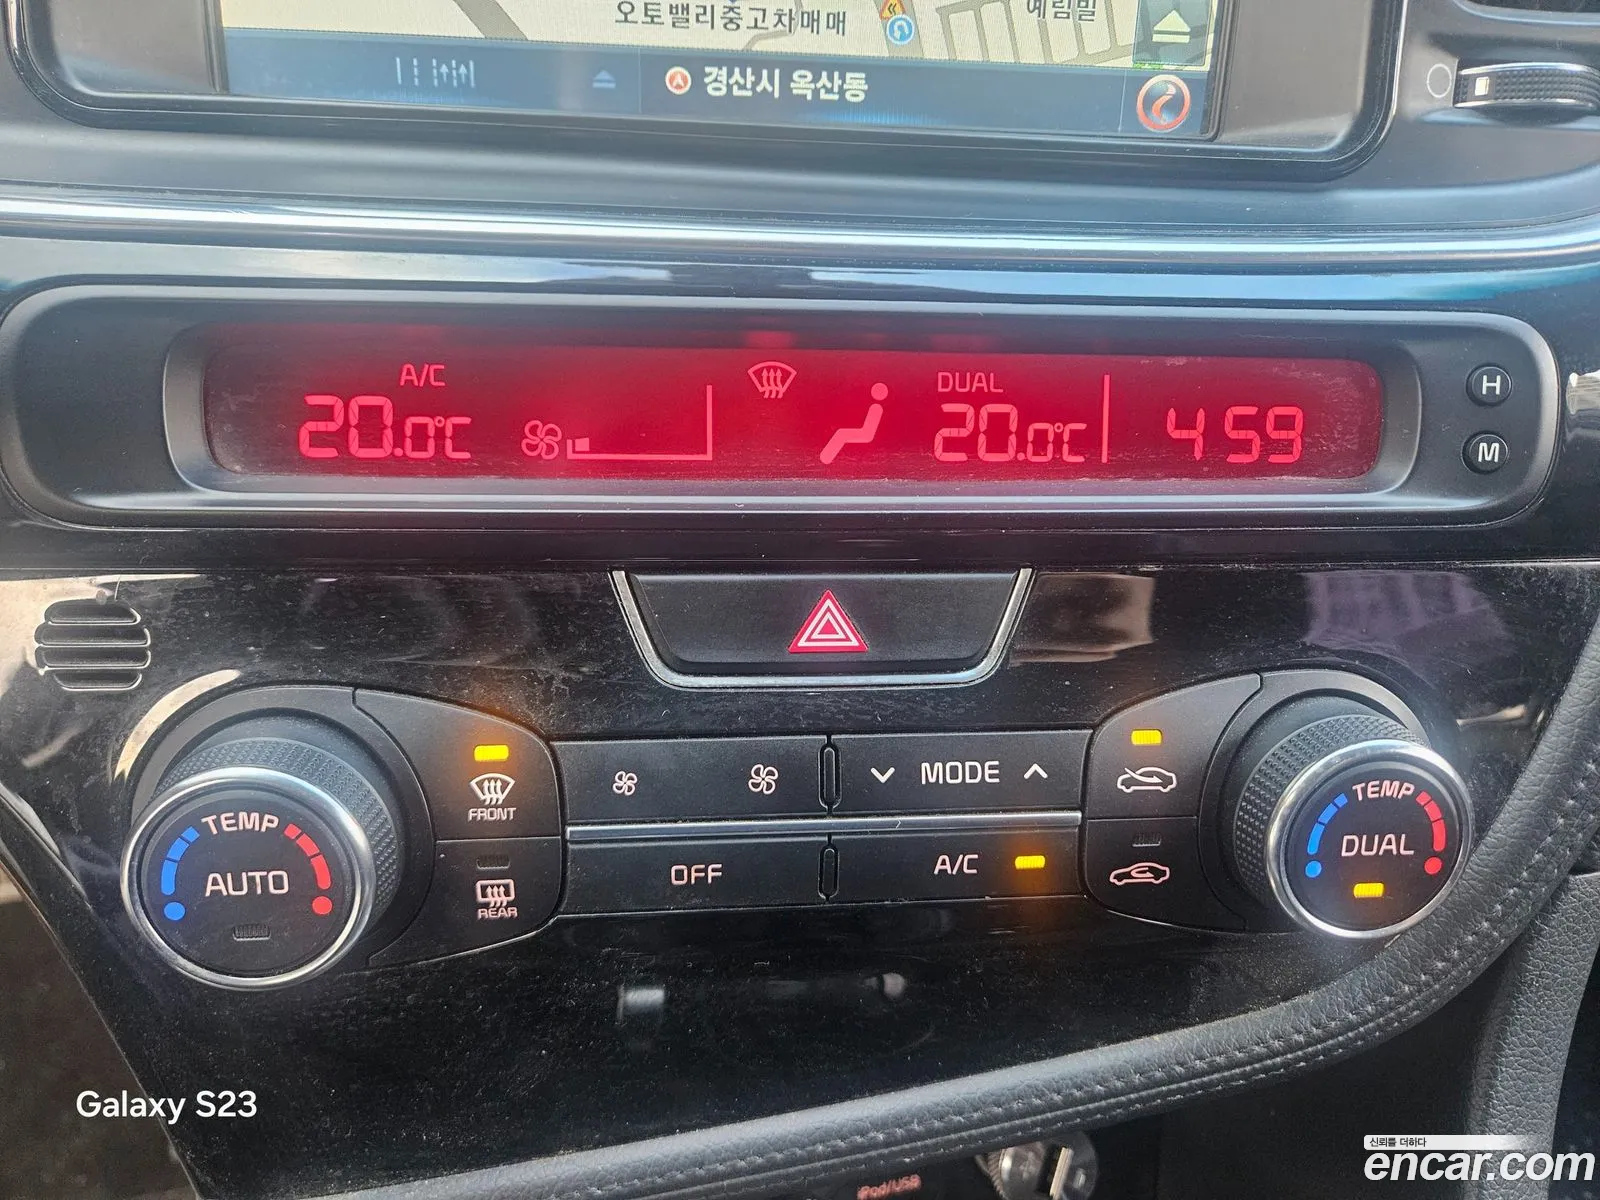 오토밸리중고차매매
예림빌
경산시 옥산동
A/C
DUAL
20.0°C
20.0°C
4 59
H
M
TEMP
AUTO
FRONT
REAR
MODE
OFF
A/C
TEMP
DUAL
Galaxy S23
iPod/USB
신뢰를 더하다
encar.com